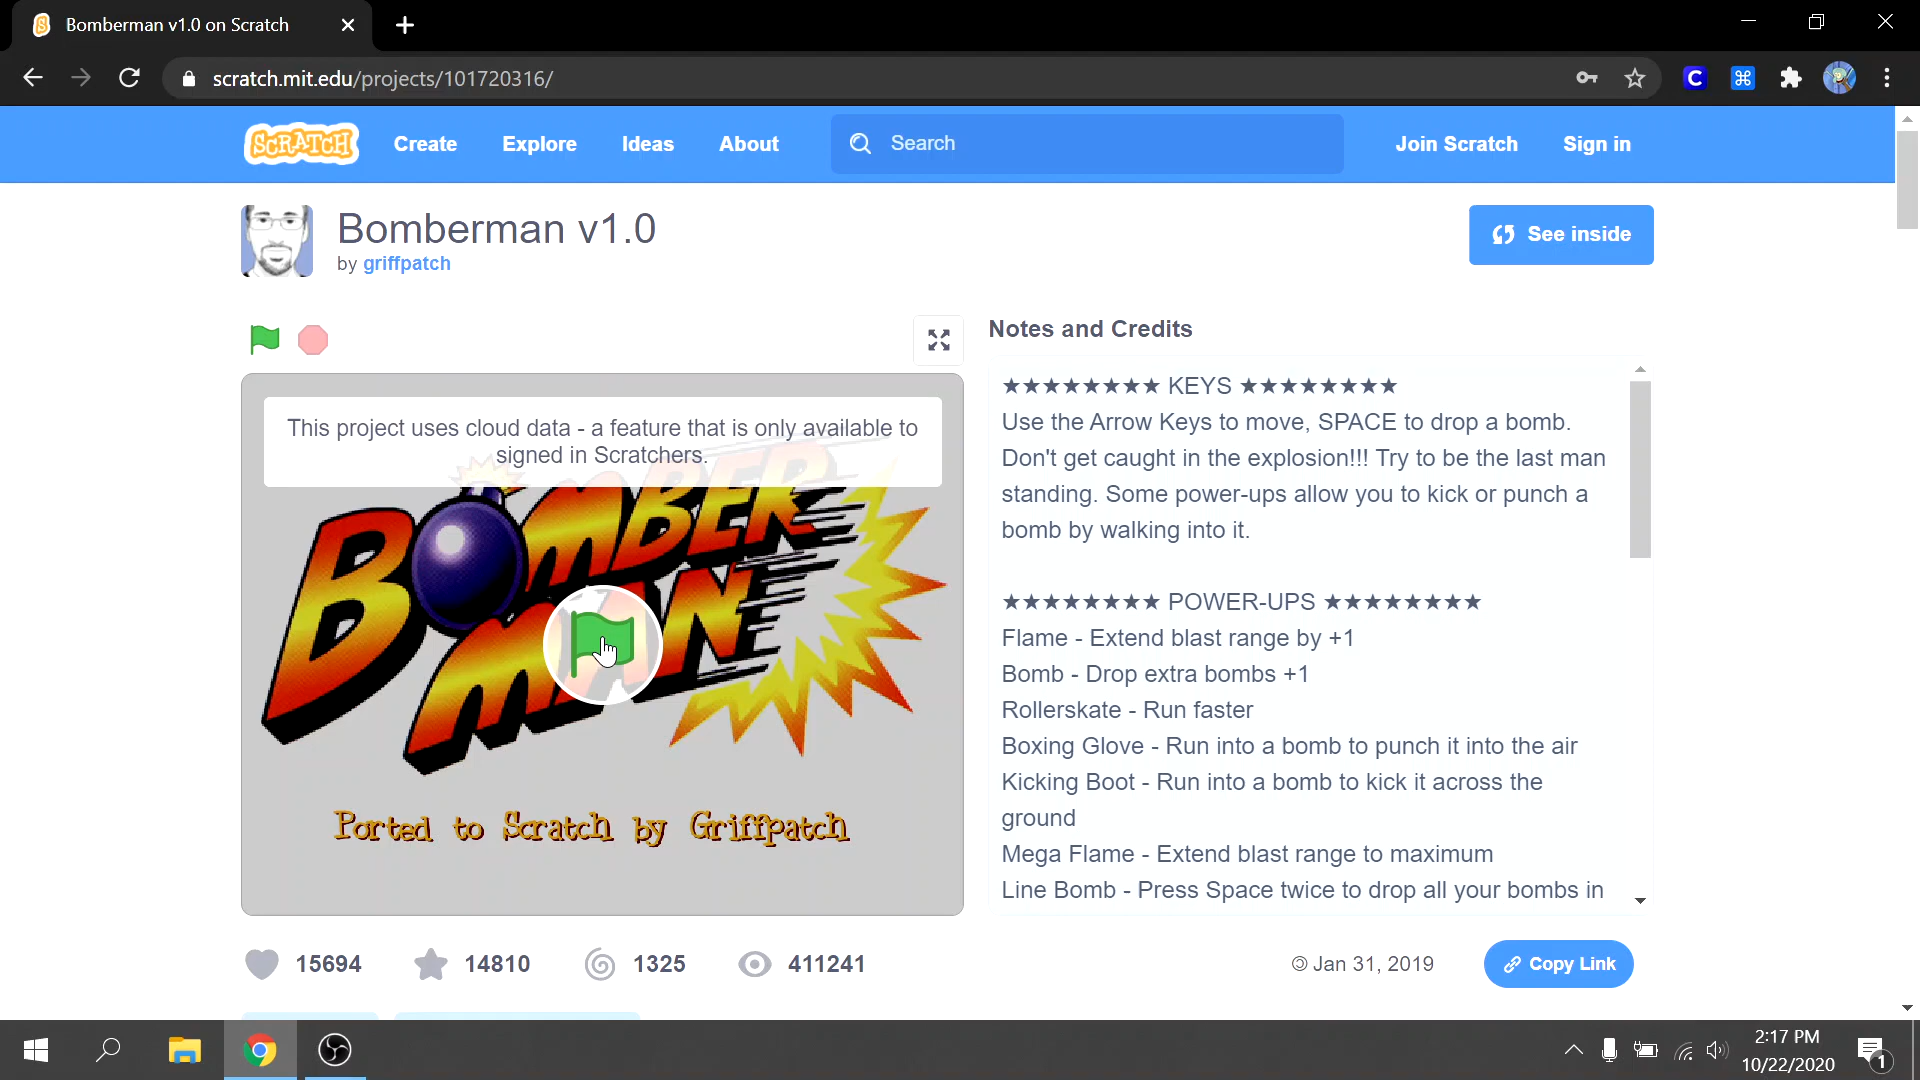 Bomberman v1.0 on Scratch
scratch.mit.edu/projects/101720316/
C
SCRATCH
Create
Explore
Ideas
About
Search
Join Scratch
Sign in
Bomberman v1.0
by griffpatch
See inside
Notes and Credits
This project uses cloud data - a feature that is only available to
signed in Scratchers.
BOMBER
MAN
Ported to Scratch by Griffpatch
★★★★★★★★ KEYS ★★★★★★★★
Use the Arrow Keys to move, SPACE to drop a bomb.
Don't get caught in the explosion!!! Try to be the last man
standing. Some power-ups allow you to kick or punch a
bomb by walking into it.
★★★★★★★★ POWER-UPS ★★★★★★★★
Flame - Extend blast range by +1
Bomb - Drop extra bombs +1
Rollerskate - Run faster
Boxing Glove - Run into a bomb to punch it into the air
Kicking Boot - Run into a bomb to kick it across the
ground
Mega Flame - Extend blast range to maximum
Line Bomb - Press Space twice to drop all your bombs in
15694
14810
1325
411241
Jan 31, 2019
Copy Link
2:17 PM
10/22/2020
1